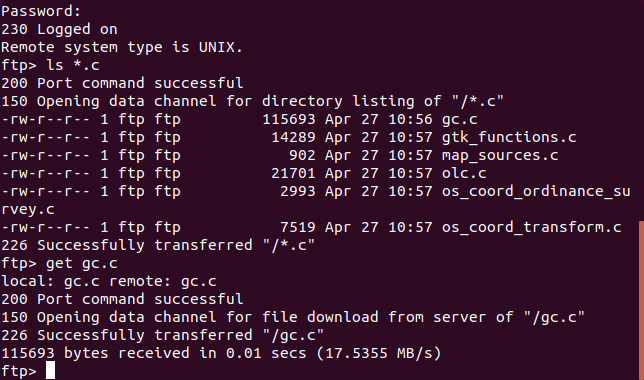 Password:
230 Logged on
Remote system type is UNIX.
ftp> ls *.c
200 Port command successful
150 Opening data channel for directory listing of "/*.c"
-rw-r--r-- 1 ftp ftp         115693 Apr 27 10:56 gc.c
-rw-r--r-- 1 ftp ftp          14289 Apr 27 10:57 gtk_functions.c
-rw-r--r-- 1 ftp ftp            902 Apr 27 10:57 map_sources.c
-rw-r--r-- 1 ftp ftp          21701 Apr 27 10:57 olc.c
-rw-r--r-- 1 ftp ftp           2993 Apr 27 10:57 os_coord_ordinance_su
rvey.c
-rw-r--r-- 1 ftp ftp           7519 Apr 27 10:57 os_coord_transform.c
226 Successfully transferred "/*.c"
ftp> get gc.c
local: gc.c remote: gc.c
200 Port command successful
150 Opening data channel for file download from server of "/gc.c"
226 Successfully transferred "/gc.c"
115693 bytes received in 0.01 secs (17.5355 MB/s)
ftp>